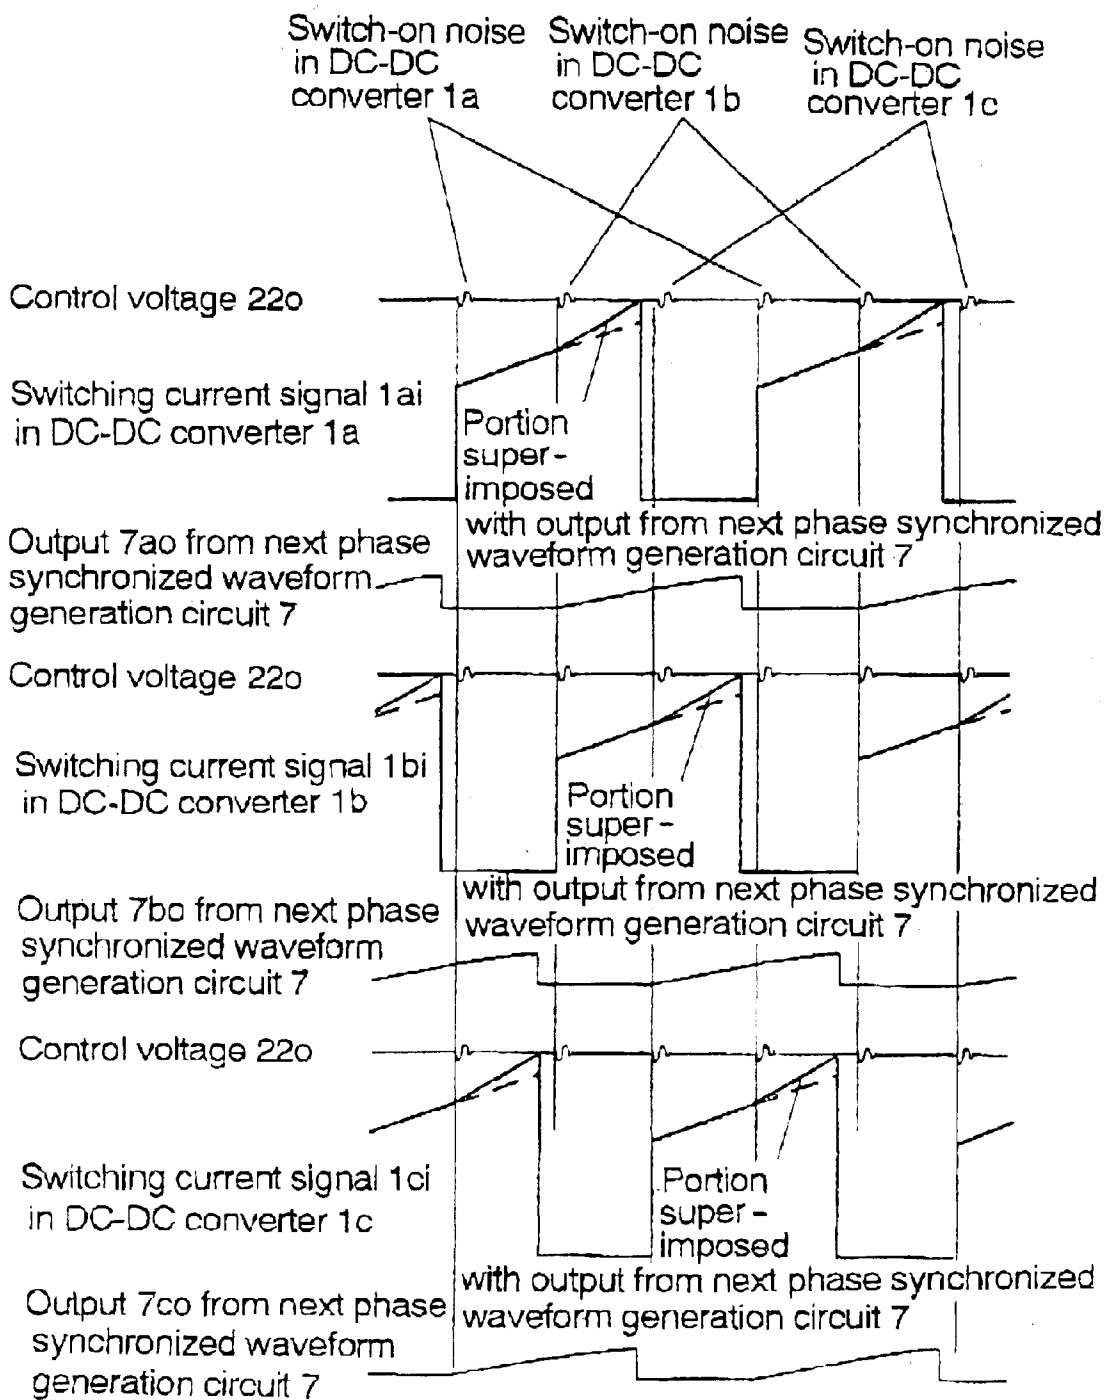 Switch-on noise
in DC-DC
converter 1a
Switch-on noise
in DC-DC
converter 1b
Switch-on noise
in DC-DC
converter 1c
Control voltage 22o
Switching current signal 1ai
in DC-DC converter 1a
Portion
super-
imposed
with output from next phase synchronized
waveform generation circuit 7
Output 7ao from next phase
synchronized waveform
generation circuit 7
Control voltage 22o
Switching current signal 1bi
in DC-DC converter 1b
Portion
super-
imposed
with output from next phase synchronized
waveform generation circuit 7
Output 7bo from next phase
synchronized waveform
generation circuit 7
Control voltage 22o
Switching current signal 1ci
in DC-DC converter 1c
Portion
super-
imposed
with output from next phase synchronized
waveform generation circuit 7
Output 7co from next phase
synchronized waveform
generation circuit 7